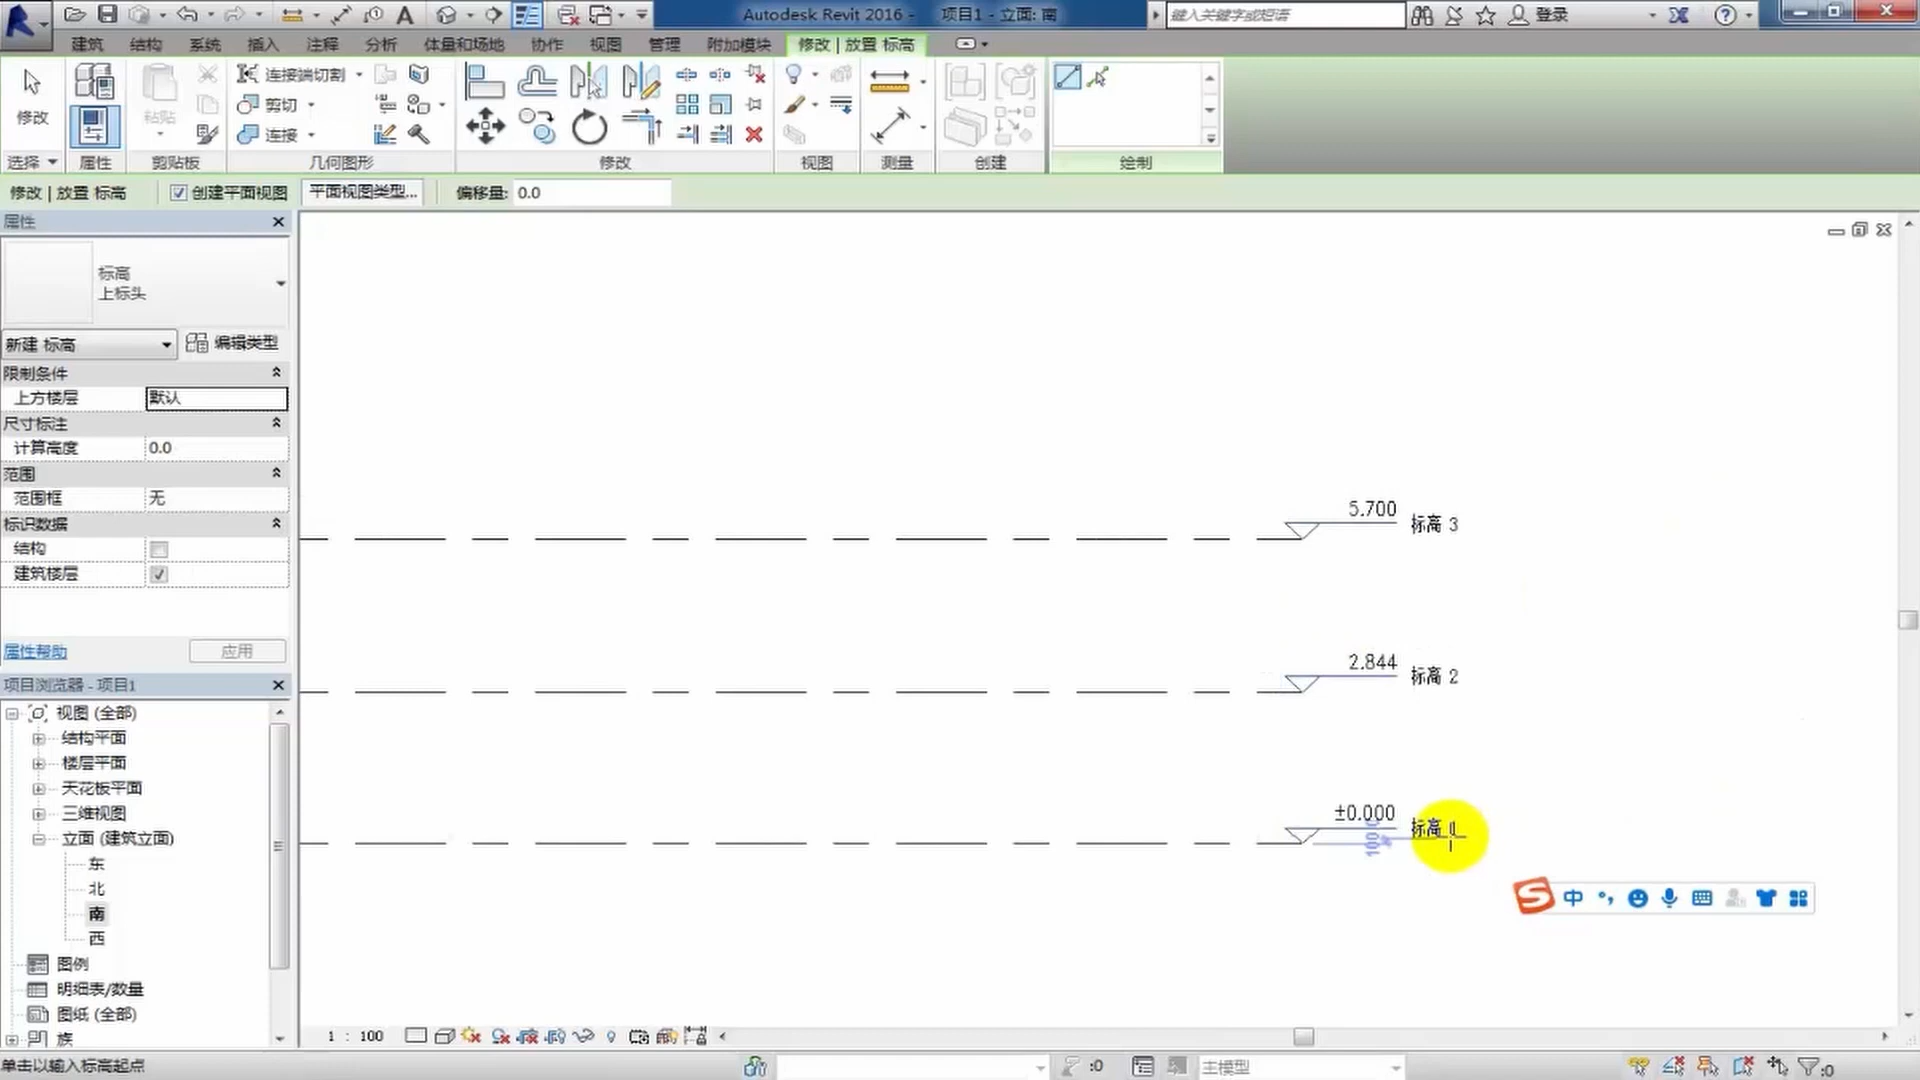 Autodesk Revit 2016 - 项目1 - 立面: 南
键入关键字或短语
登录
建筑 结构 系统 插入 注释 分析 体量和场地 协作 视图 管理 附加模块 修改 | 放置 标高
修改
粘贴
连接端切割
剪切
连接
选择 属性 剪贴板 几何图形 修改 视图 测量 创建 绘制
修改 | 放置 标高 创建平面视图 平面视图类型... 偏移量: 0.0
属性
标高
上标头
新建 标高 编辑类型
限制条件
上方楼层 默认
尺寸标注
计算高度 0.0
范围
范围框 无
标识数据
结构
建筑楼层
属性帮助 应用
项目浏览器 - 项目1
视图 (全部)
结构平面
楼层平面
天花板平面
三维视图
立面 (建筑立面)
东
北
南
西
图例
明细表/数量
图纸 (全部)
族
5.700
标高 3
2.844
标高 2
±0.000
标高
中
1 : 100
单击以输入标高起点
:0
主模型
:0